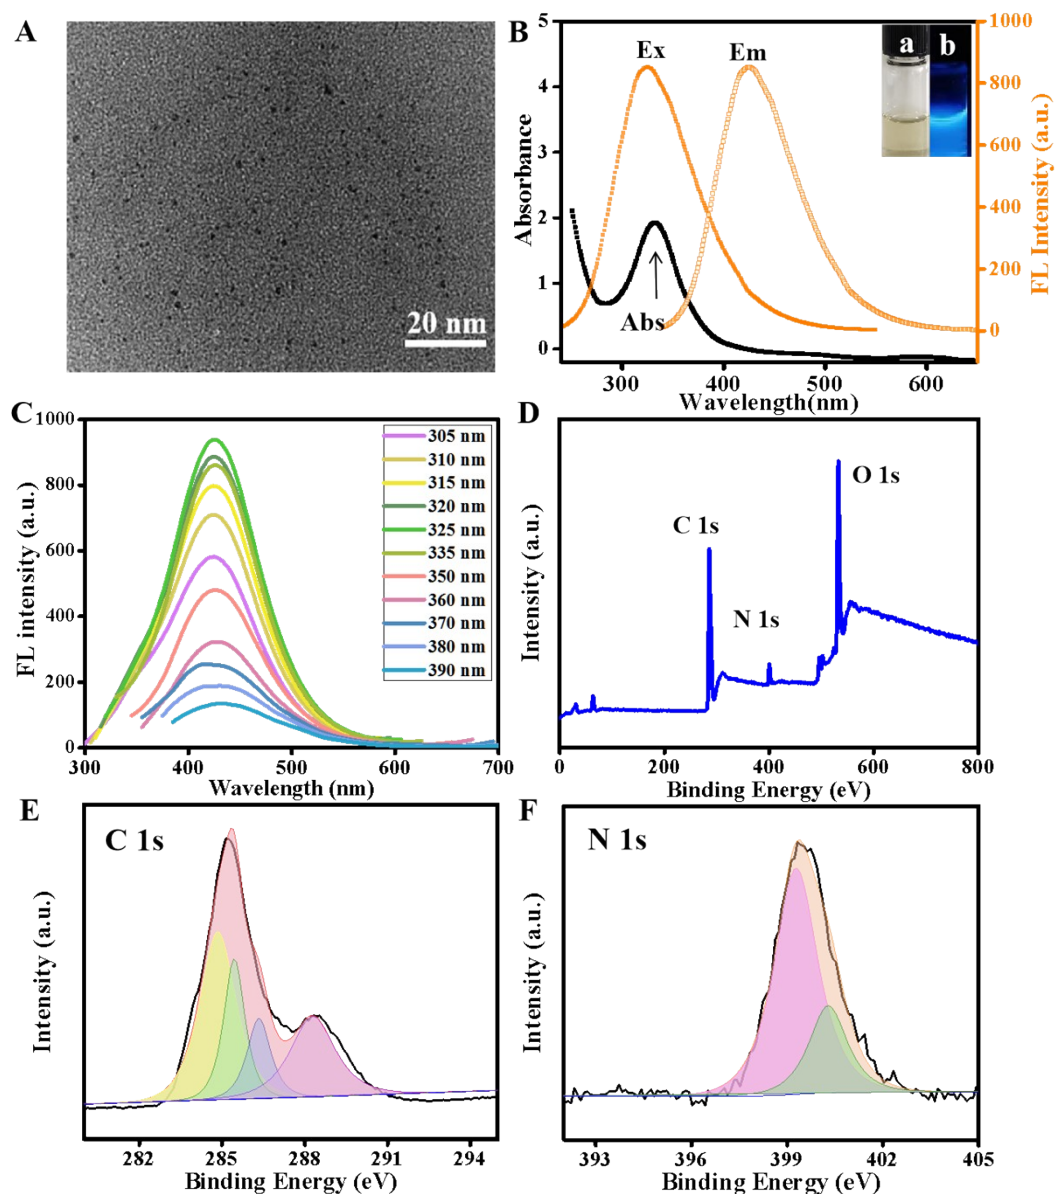 A
20 nm
B
Ex
Em
a
b
Abs
5
4
3
2
1
0
Absorbance
1000
800
600
400
200
0
FL Intensity (a.u.)
300
400
500
600
Wavelength(nm)
C
1000
800
600
400
200
0
FL intensity (a.u.)
305 nm
310 nm
315 nm
320 nm
325 nm
335 nm
350 nm
360 nm
370 nm
380 nm
390 nm
300
400
500
600
700
Wavelength (nm)
D
O 1s
C 1s
N 1s
Intensity (a.u.)
0
200
400
600
800
Binding Energy (eV)
E
C 1s
Intensity (a.u.)
282
285
288
291
294
Binding Energy (eV)
F
N 1s
Intensity (a.u.)
393
396
399
402
405
Binding Energy (eV)